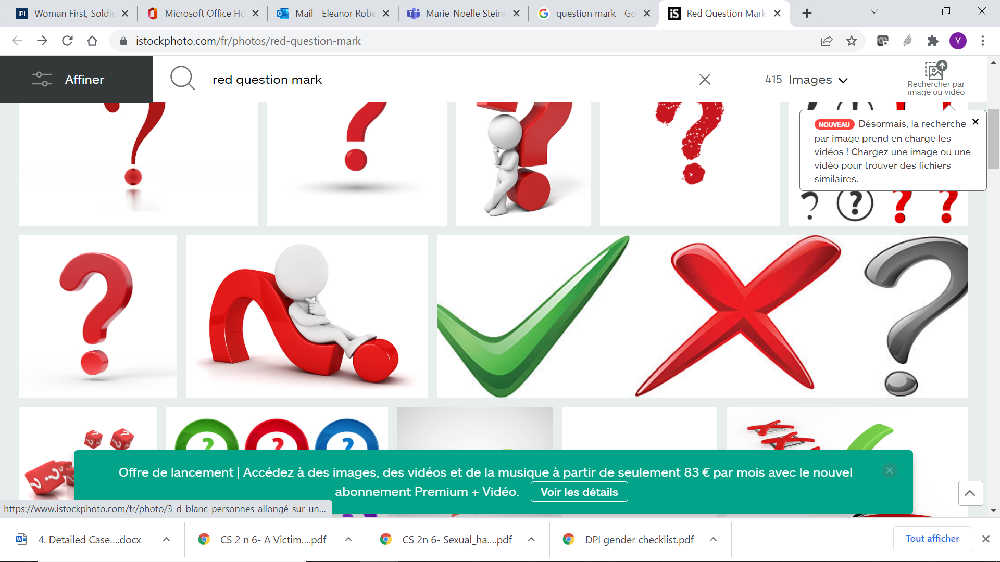 IPI Woman First, Soldie
Microsoft Office Ho
Mail - Eleanor Robe
Marie-Noelle Steini
question mark - Go
iS Red Question Mark
istockphoto.com/fr/photos/red-question-mark
Y
Affiner
red question mark
415 Images
Rechercher par
image ou vidéo
NOUVEAU Désormais, la recherche
par image prend en charge les
vidéos ! Chargez une image ou une
vidéo pour trouver des fichiers
similaires.
Offre de lancement | Accédez à des images, des vidéos et de la musique à partir de seulement 83 € par mois avec le nouvel
abonnement Premium + Vidéo. Voir les détails
https://www.istockphoto.com/fr/photo/3-d-blanc-personnes-allongé-sur-un...
4. Detailed Case....docx
CS 2 n 6- A Victim....pdf
CS 2n 6- Sexual_ha....pdf
DPI gender checklist.pdf
Tout afficher